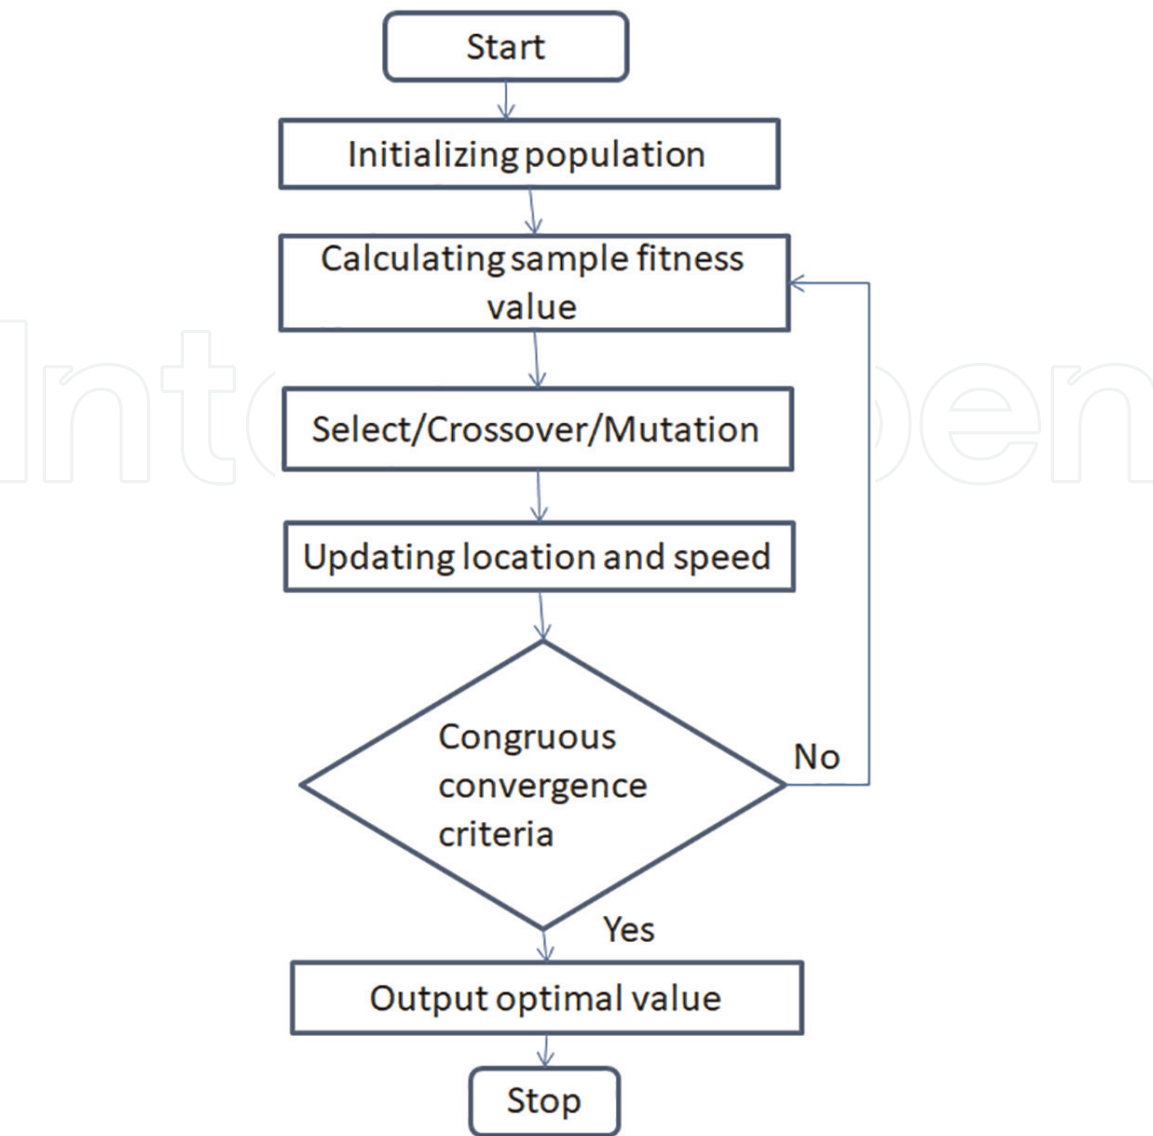 Start
Initializing population
Calculating sample fitness
value
Select/Crossover/Mutation
Updating location and speed
Congruous
convergence
criteria
No
Yes
Output optimal value
Stop